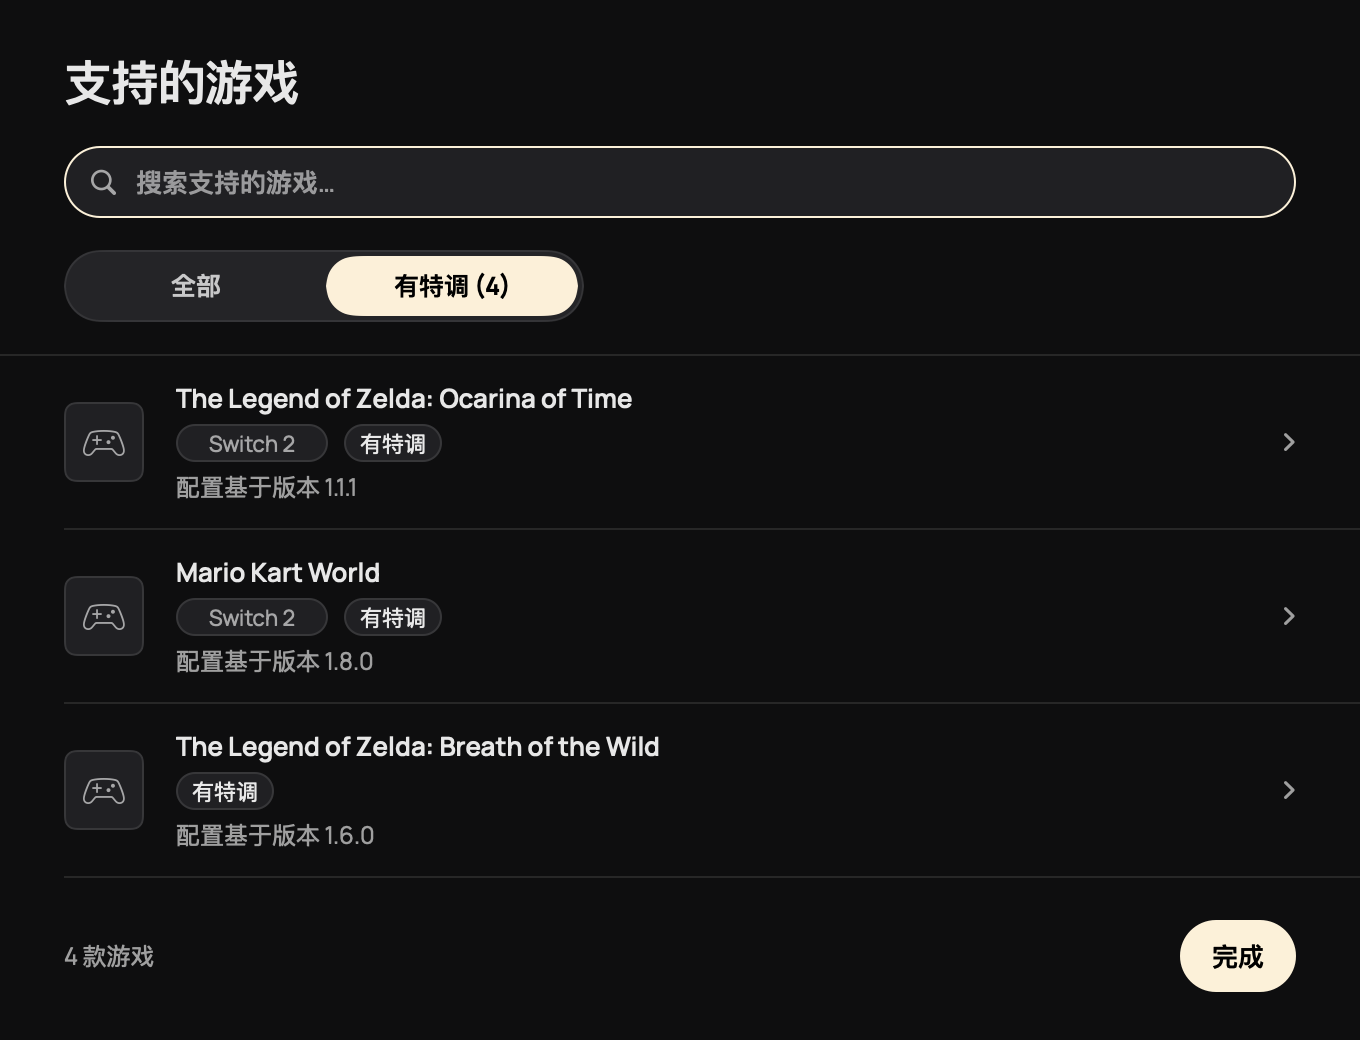 支持的游戏
搜索支持的游戏...
全部
有特调 (4)
The Legend of Zelda: Ocarina of Time
Switch 2
有特调
配置基于版本 1.1.1
Mario Kart World
Switch 2
有特调
配置基于版本 1.8.0
The Legend of Zelda: Breath of the Wild
有特调
配置基于版本 1.6.0
4 款游戏
完成